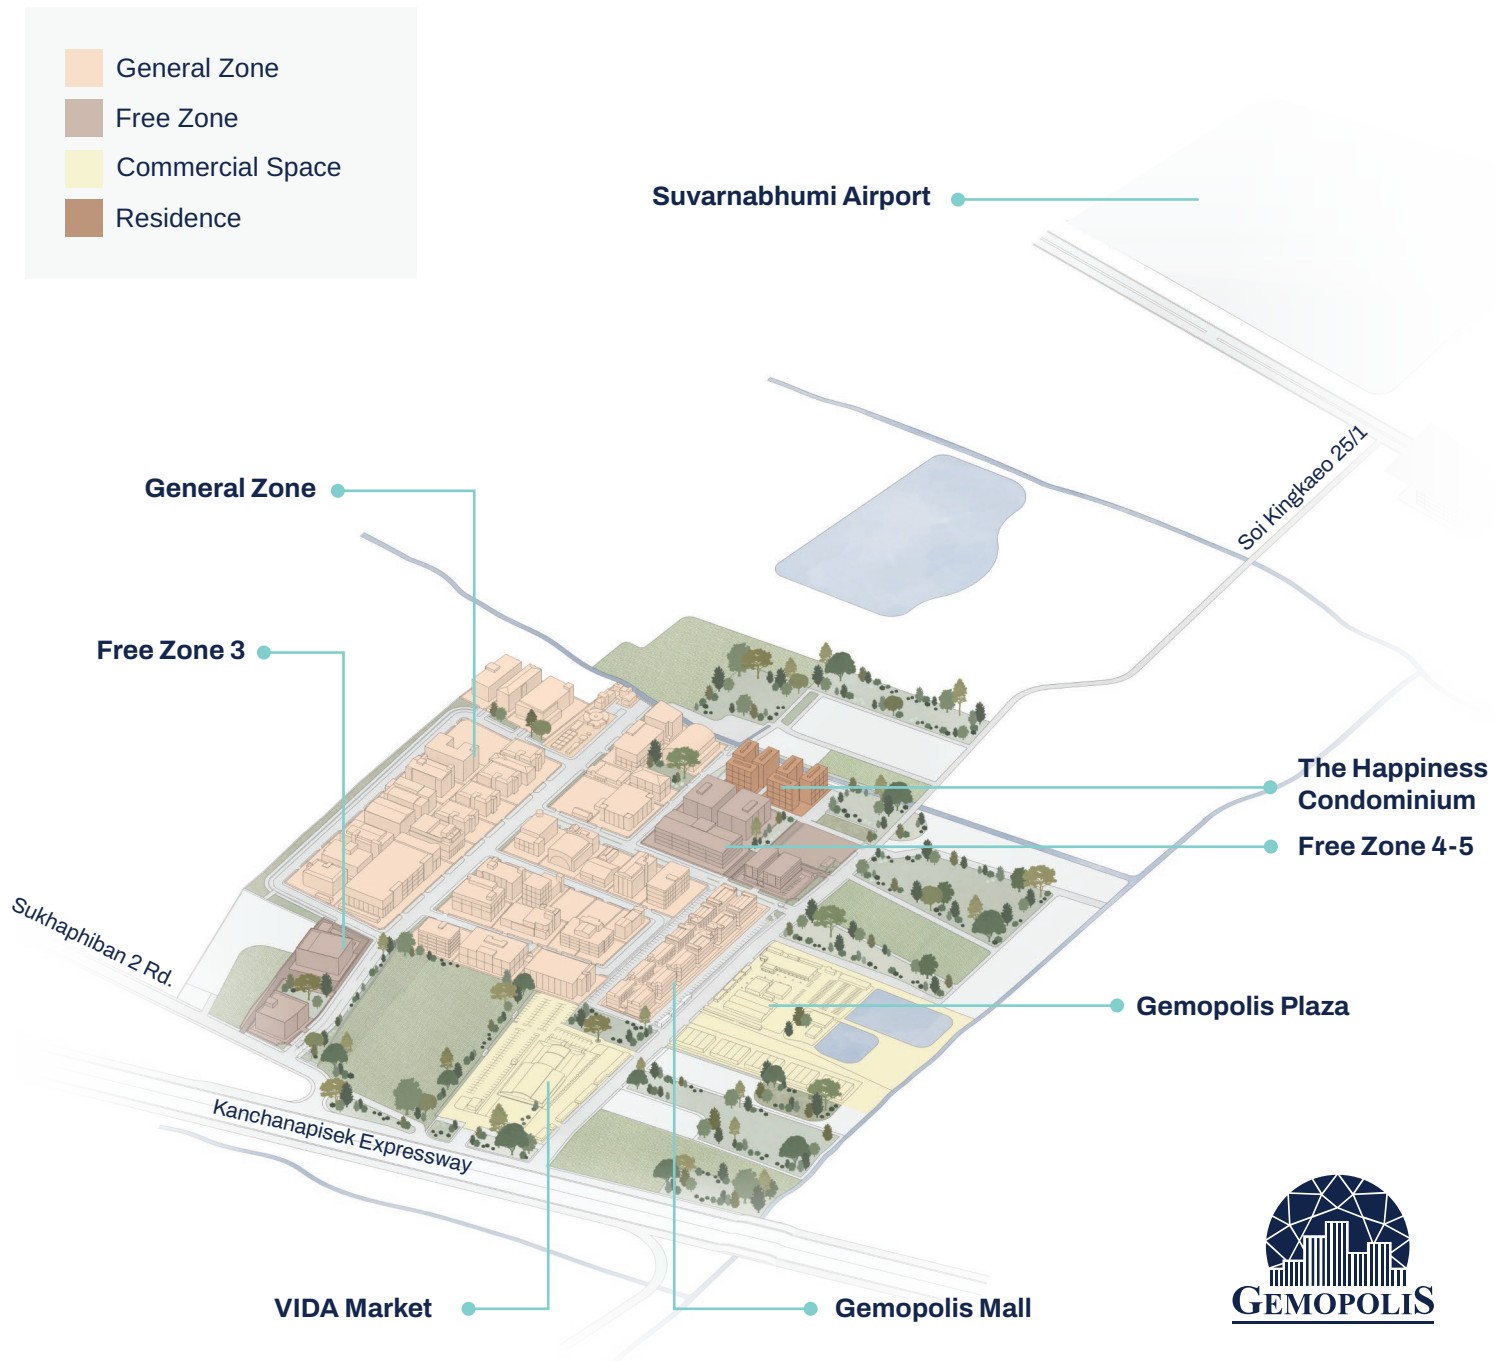 General Zone
Free Zone
Commercial Space
Residence
Suvarnabhumi Airport
Soi Kingkaeo 25/1
General Zone
Free Zone 3
The Happiness
Condominium
Free Zone 4-5
Sukhaphiban 2 Rd.
Gemopolis Plaza
Kanchanapisek Expressway
VIDA Market
Gemopolis Mall
GEMOPOLIS